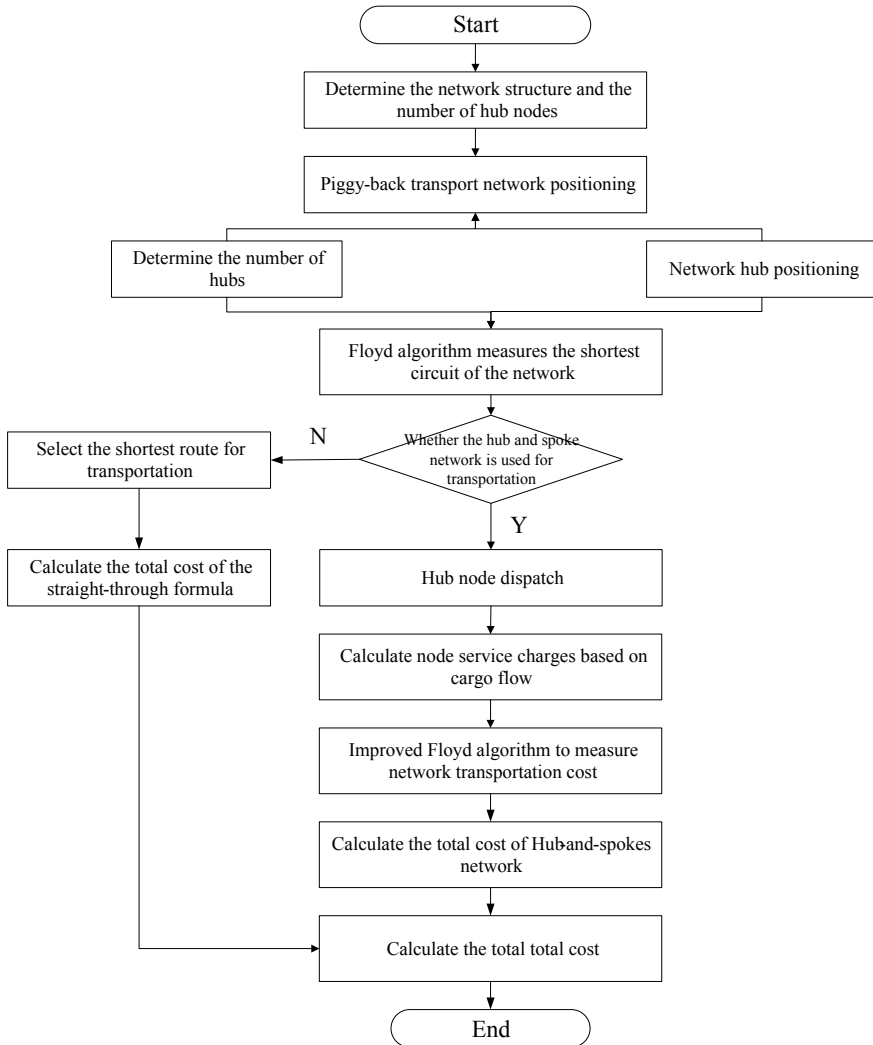 Start
Determine the network structure and the
number of hub nodes
Piggy-back transport network positioning
Determine the number of
hubs
Network hub positioning
Floyd algorithm measures the shortest
circuit of the network
Whether the hub and spoke
network is used for
transportation
N
Select the shortest route for
transportation
Y
Calculate the total cost of the
straight-through formula
Hub node dispatch
Calculate node service charges based on
cargo flow
Improved Floyd algorithm to measure
network transportation cost
Calculate the total cost of Hub-and-spokes
network
Calculate the total total cost
End